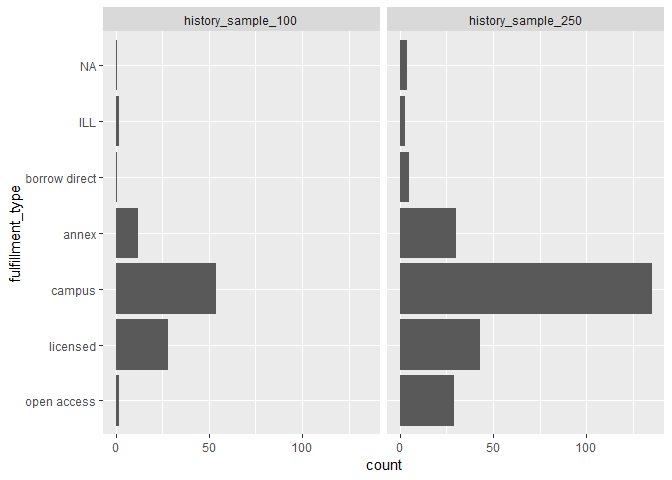 history_sample_100 history_sample_250
NA
ILL
borrow direct
annex
campus
licensed
open access
fulfillment_type
0 50 100 0 50 100
count